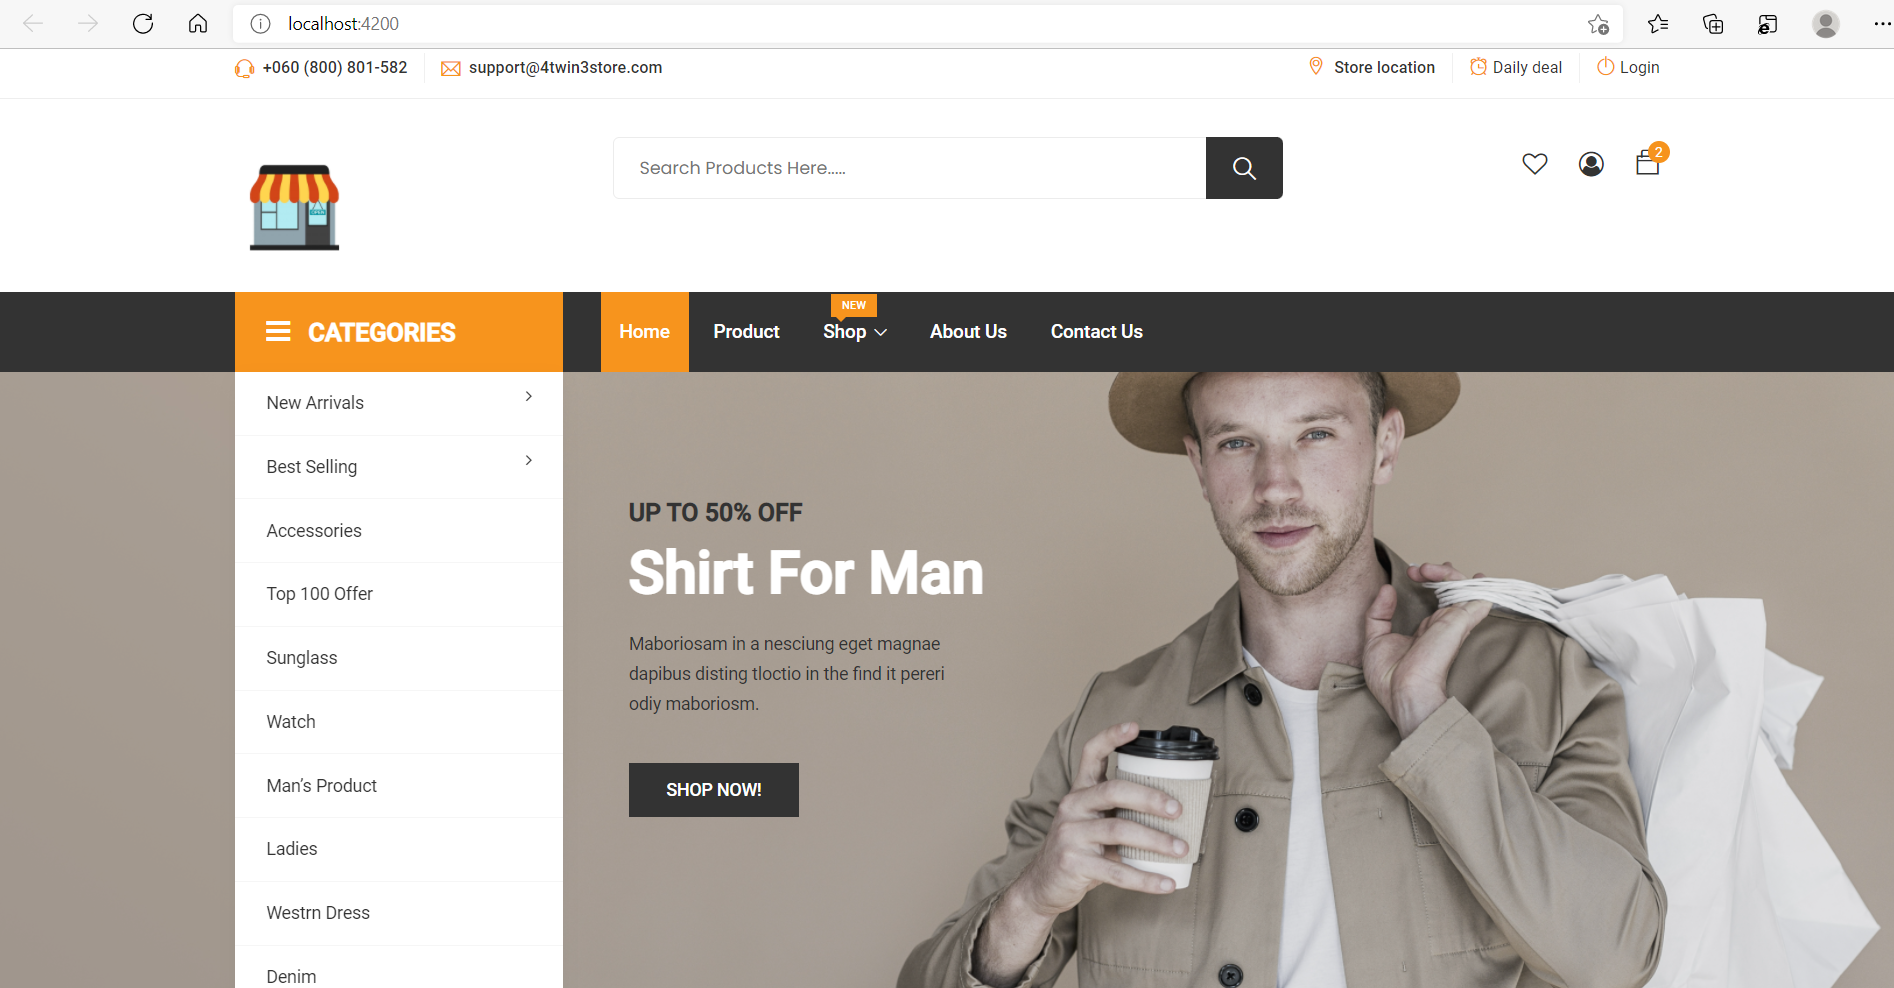 localhost:4200
+060 (800) 801-582
support@4twin3store.com
Store location
Daily deal
Login
Search Products Here.....
2
OPEN
CATEGORIES
Home
Product
NEW
Shop
About Us
Contact Us
New Arrivals
Best Selling
Accessories
Top 100 Offer
Sunglass
Watch
Man’s Product
Ladies
Westrn Dress
Denim
UP TO 50% OFF
Shirt For Man
Maboriosam in a nesciung eget magnae
dapibus disting tloctio in the find it pereri
odiy maboriosm.
SHOP NOW!